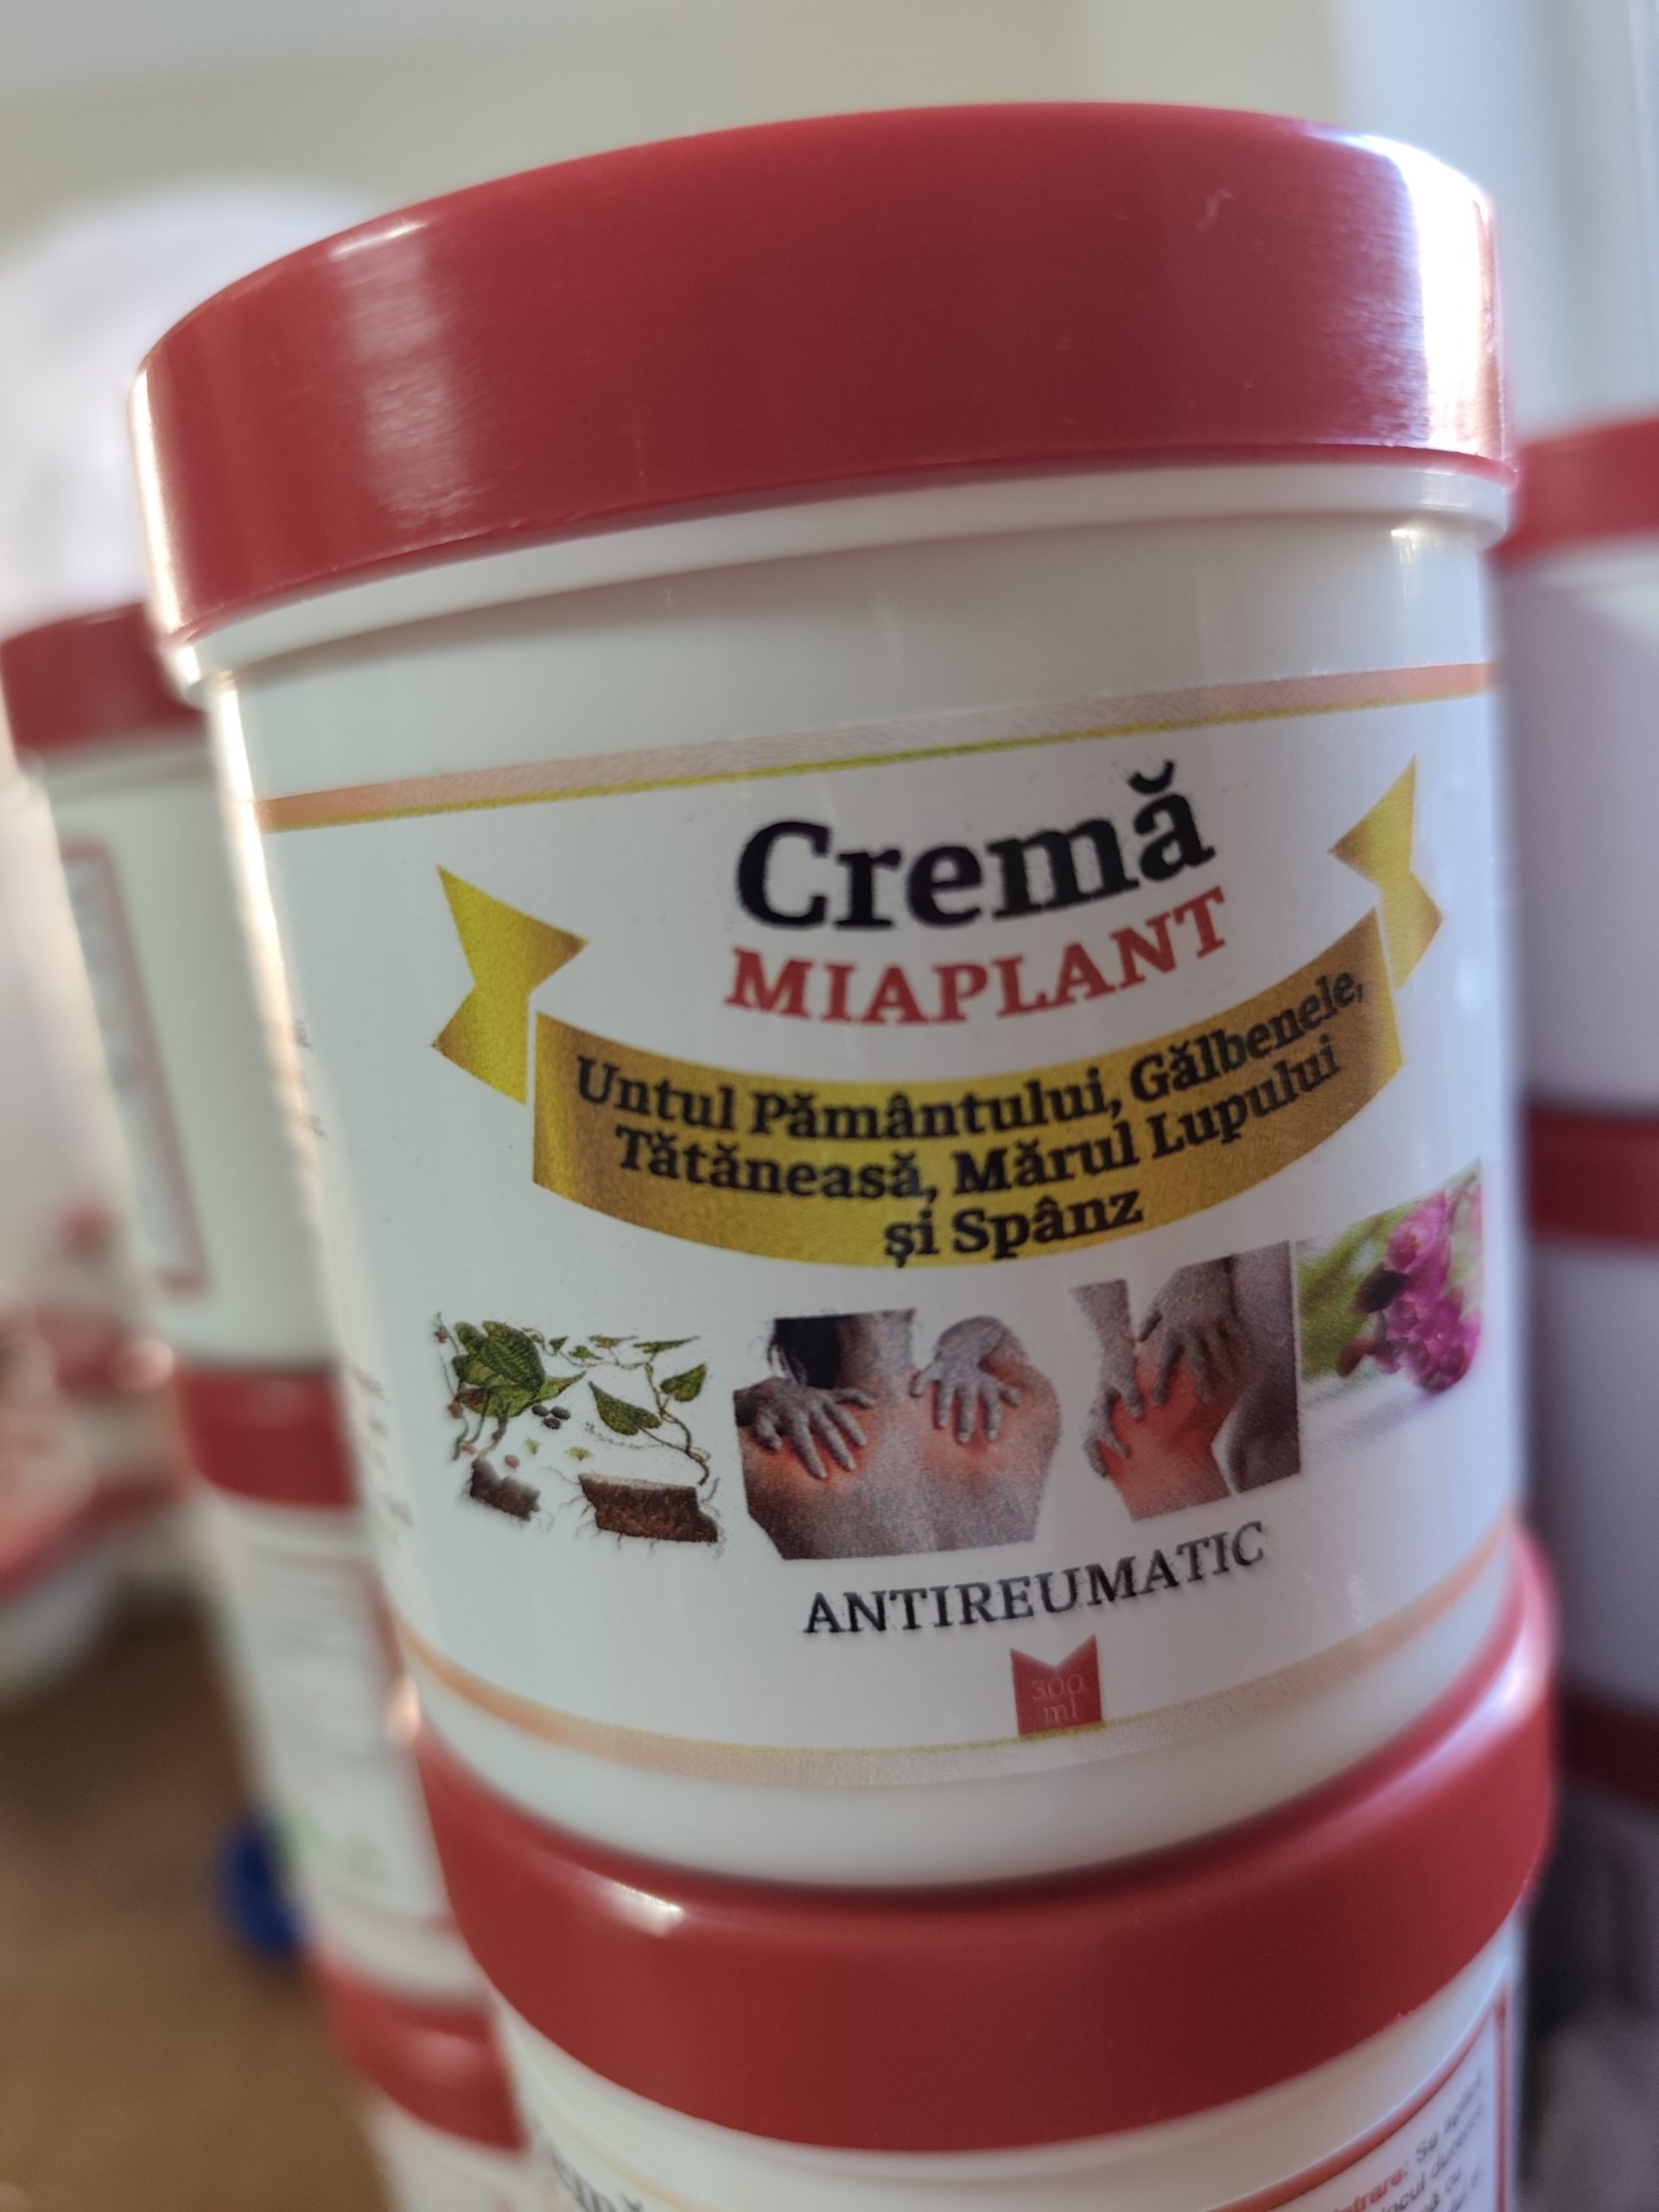 Cremă
MIAPLANT
Untul Pământului, Gălbenele,
Tătăneasă, Mărul Lupului
și Spânz
ANTIREUMATIC
300
ml